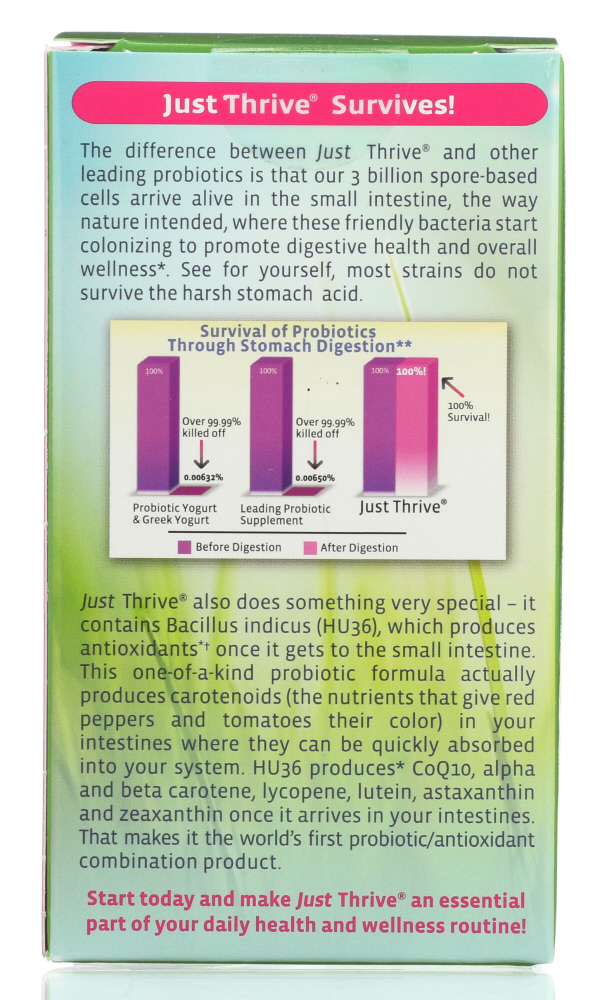 Just Thrive® Survives!
The difference between Just Thrive® and other
leading probiotics is that our 3 billion spore-based
cells arrive alive in the small intestine, the way
nature intended, where these friendly bacteria start
colonizing to promote digestive health and overall
wellness*. See for yourself, most strains do not
survive the harsh stomach acid.
Survival of Probiotics
Through Stomach Digestion**
100%
Over 99.99%
killed off
0.00632%
Probiotic Yogurt
& Greek Yogurt
100%
Over 99.99%
killed off
0.00650%
Leading Probiotic
Supplement
100% 100%!
100%
Survival!
Just Thrive®
Before Digestion After Digestion
Just Thrive® also does something very special – it
contains Bacillus indicus (HU36), which produces
antioxidants*† once it gets to the small intestine.
This one-of-a-kind probiotic formula actually
produces carotenoids (the nutrients that give red
peppers and tomatoes their color) in your
intestines where they can be quickly absorbed
into your system. HU36 produces* CoQ10, alpha
and beta carotene, lycopene, lutein, astaxanthin
and zeaxanthin once it arrives in your intestines.
That makes it the world's first probiotic/antioxidant
combination product.
Start today and make Just Thrive® an essential
part of your daily health and wellness routine!